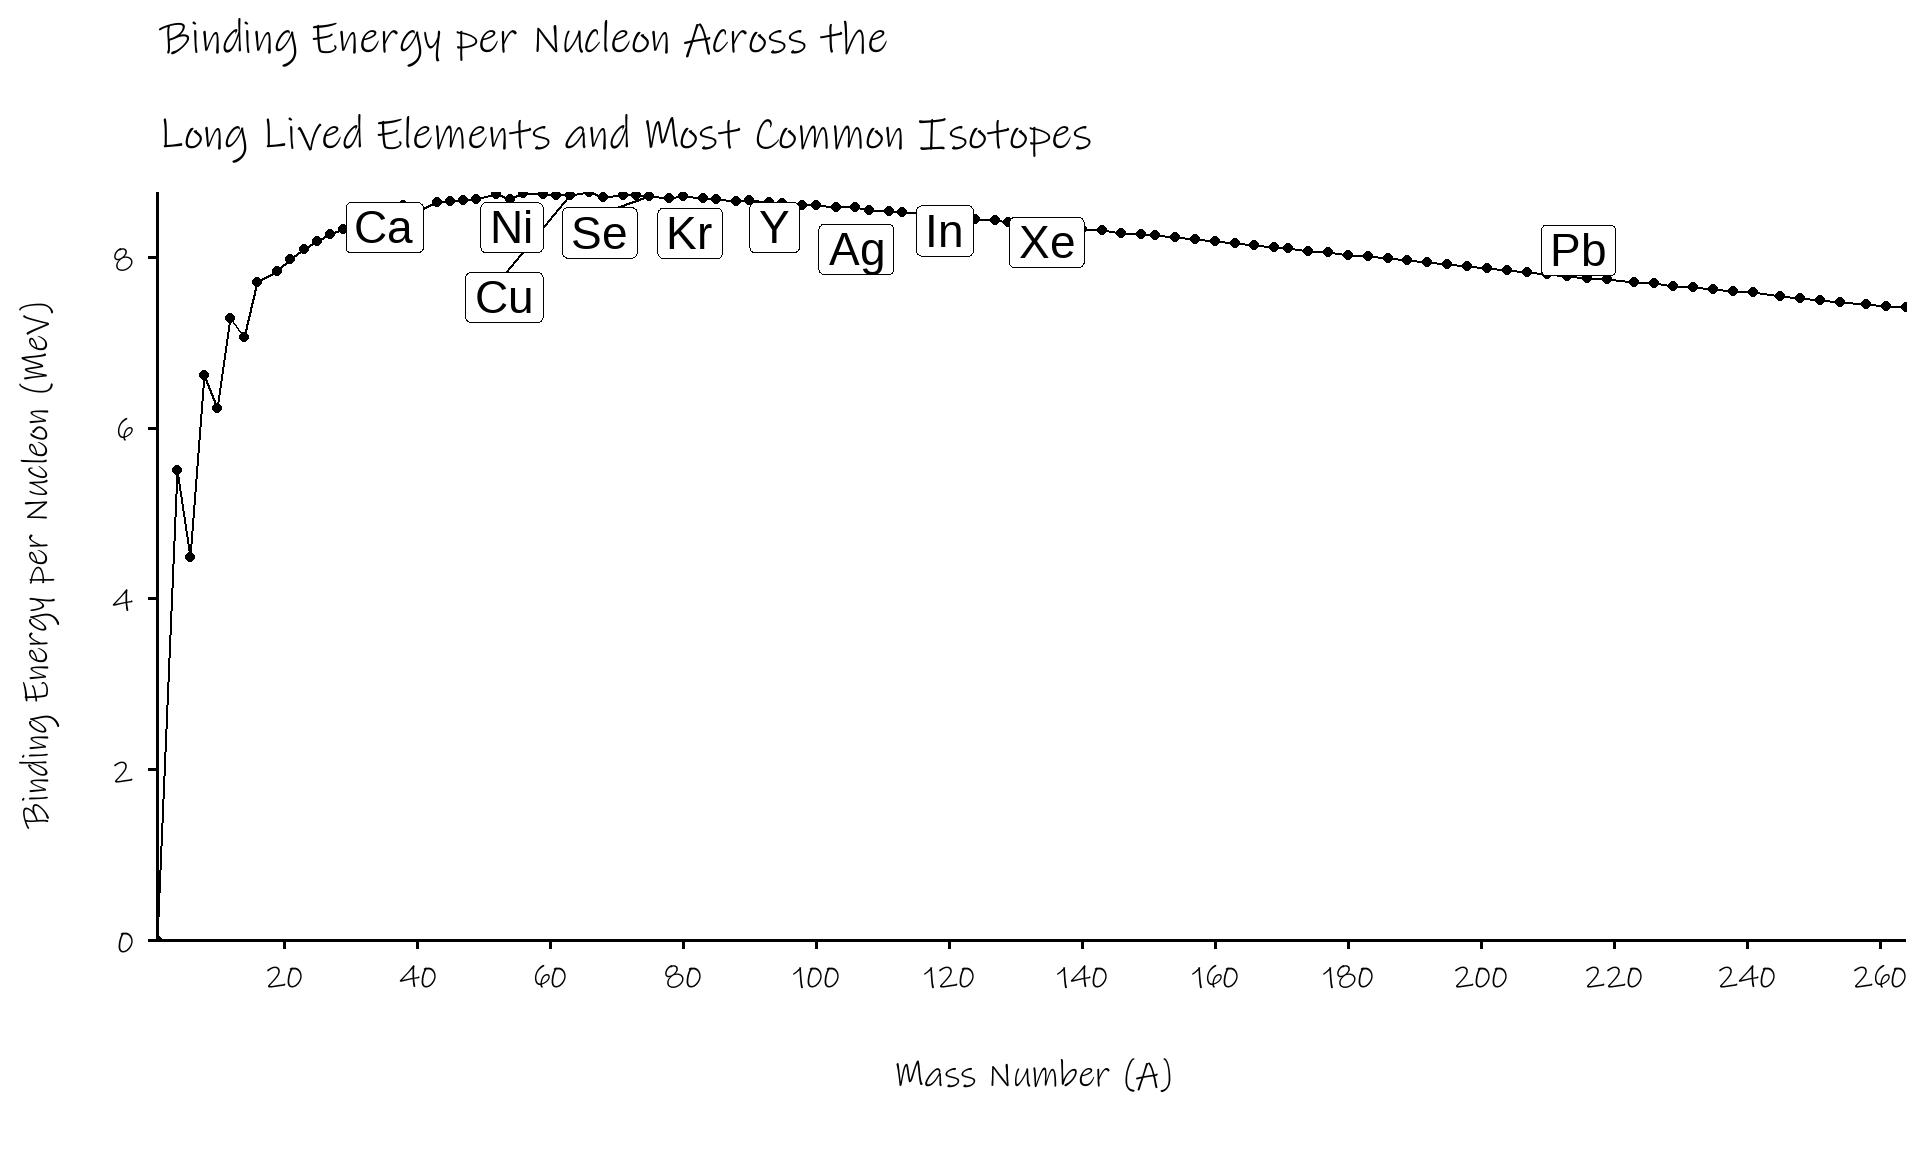 Binding Energy per Nucleon Across the
Long Lived Elements and Most Common Isotopes
Binding Energy per Nucleon (MeV)
8
6
4
2
0
Ca
Ni
Cu
Se
Kr
Y
Ag
In
Xe
Pb
20 40 60 80 100 120 140 160 180 200 220 240 260
Mass Number (A)